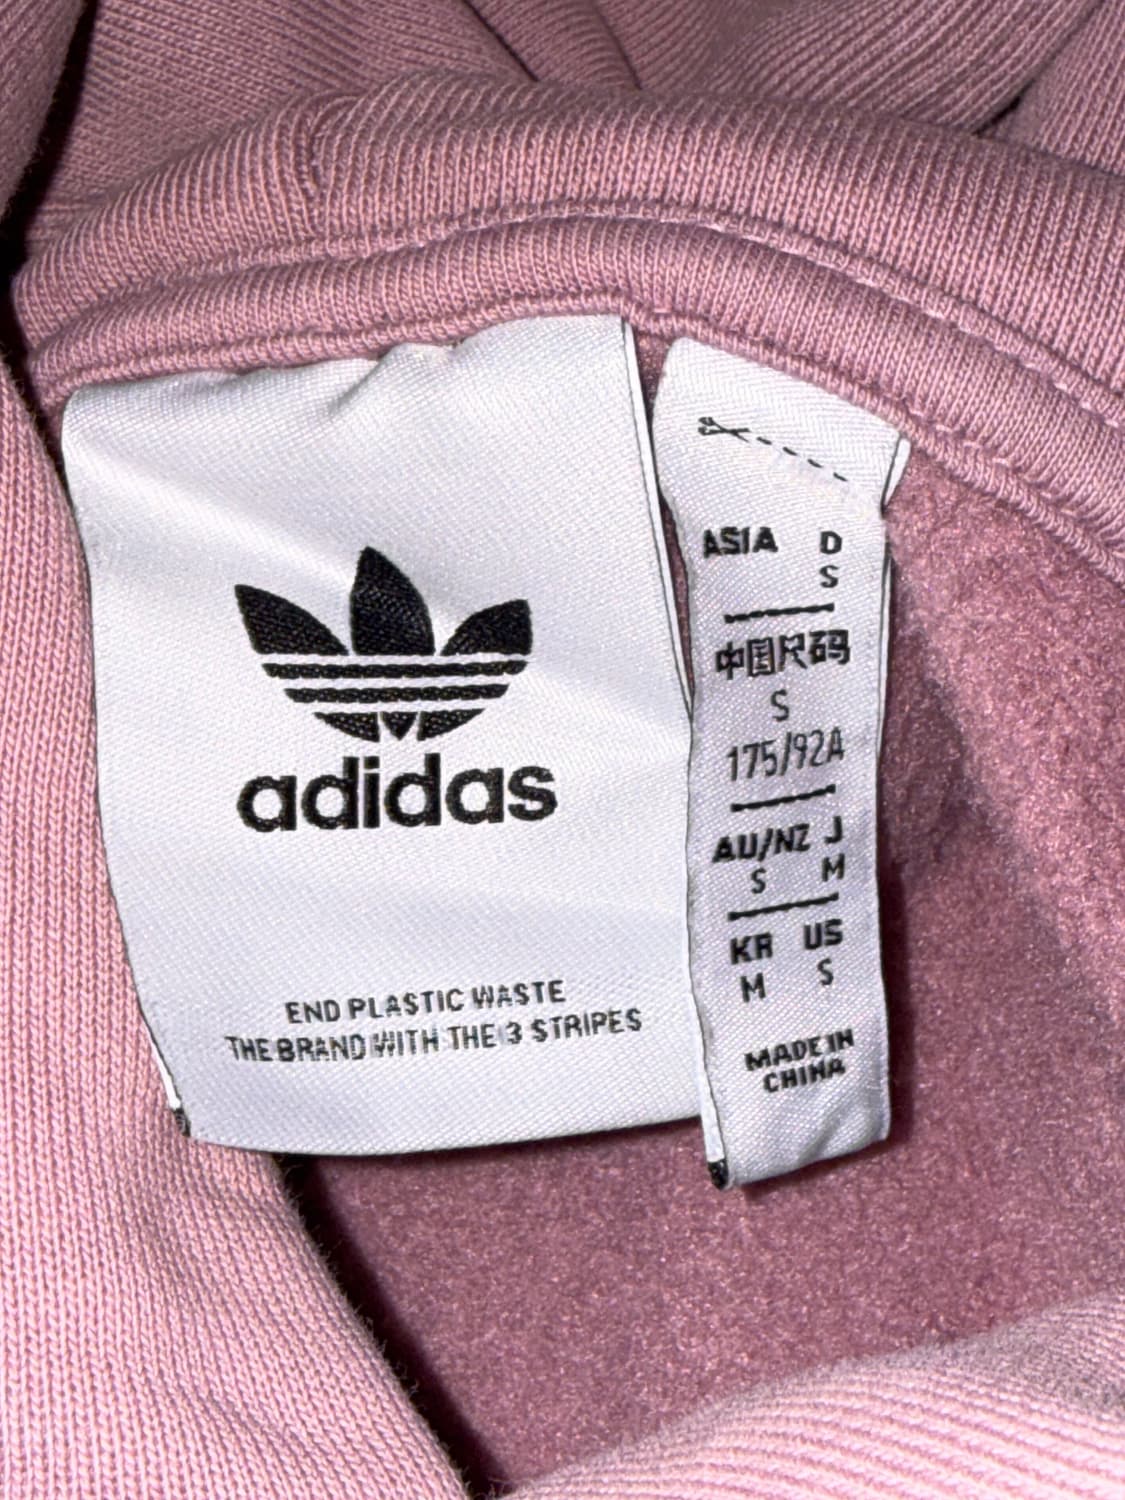 adidas
END PLASTIC WASTE
THE BRAND WITH THE 3 STRIPES
ASIA D
S
中国尺码
S
175/92A
AU/NZ J
S M
KR US
M S
MADE IN
CHINA